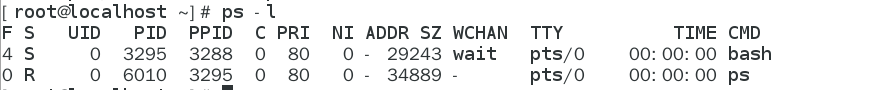 [root@localhost ~]# ps -l
F S UID PID PPID C PRI NI ADDR SZ WCHAN TTY TIME CMD
4 S 0 3295 3288 0 80 0 - 29243 wait pts/0 00:00:00 bash
0 R 0 6010 3295 0 80 0 - 34889 - pts/0 00:00:00 ps